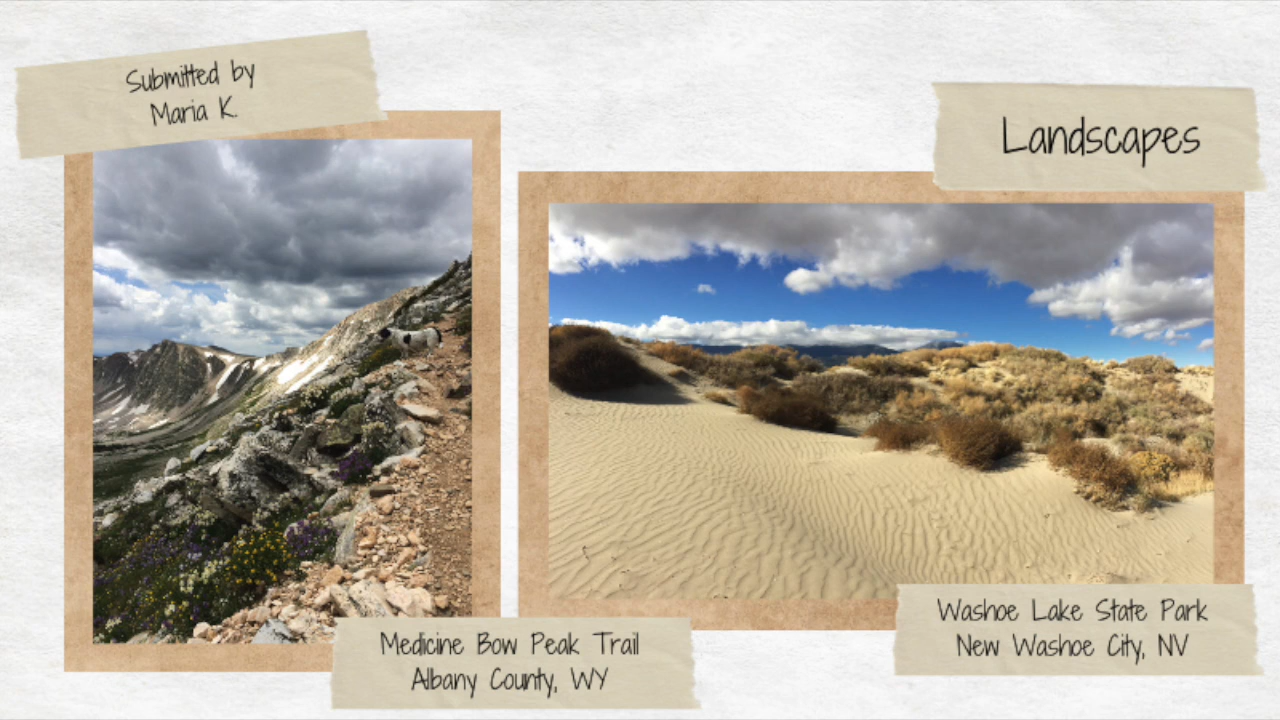 Submitted by
Maria K.
Landscapes
Medicine Bow Peak Trail
Albany County, WY
Washoe Lake State Park
New Washoe City, NV